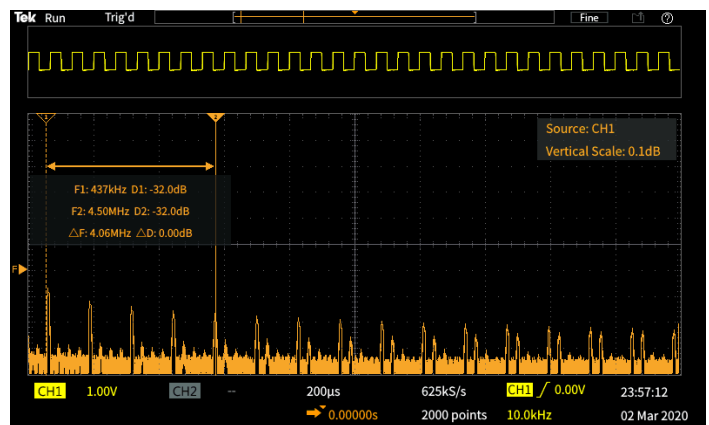 Tek Run Trig'd Fine
1 2
Source: CH1
Vertical Scale: 0.1dB
F1: 437kHz D1: -32.0dB
F2: 4.50MHz D2: -32.0dB
△F: 4.06MHz △D: 0.00dB
F
CH1 1.00V CH2 -- 200µs 625kS/s CH1 0.00V 23:57:12
0.00000s 2000 points 10.0kHz 02 Mar 2020